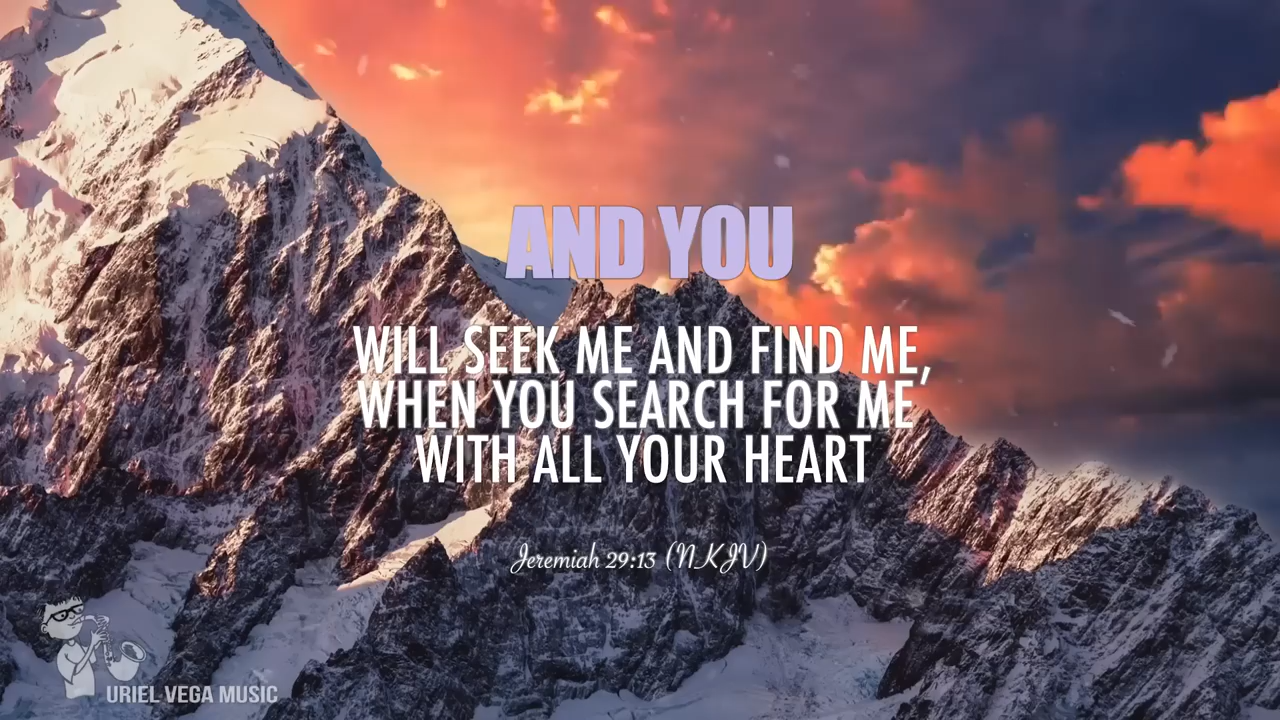 AND YOU
WILL SEEK ME AND FIND ME,
WHEN YOU SEARCH FOR ME
WITH ALL YOUR HEART
Jeremiah 29:13 (NKJV)
URIEL VEGA MUSIC